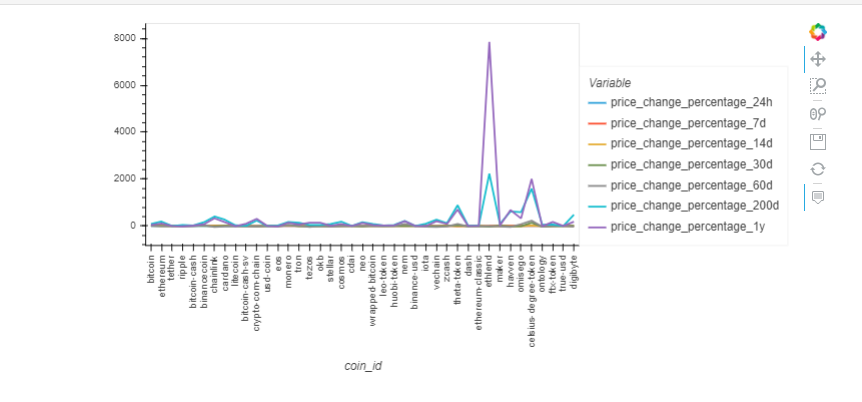 8000
6000
4000
2000
0
Variable
price_change_percentage_24h
price_change_percentage_7d
price_change_percentage_14d
price_change_percentage_30d
price_change_percentage_60d
price_change_percentage_200d
price_change_percentage_1y
bitcoin
ethereum
tether
ripple
bitcoin-cash
binancecoin
chainlink
cardano
litecoin
bitcoin-cash-sv
crypto-com-chain
usd-coin
eos
monero
tron
tezos
okb
stellar
cosmos
cdai
neo
wrapped-bitcoin
leo-token
huobi-token
nem
binance-usd
iota
vechain
zcash
theta-token
dash
ethereum-classic
ethlend
maker
havven
omisego
celsius-degree-token
ontology
ftx-token
true-usd
digibyte
coin_id